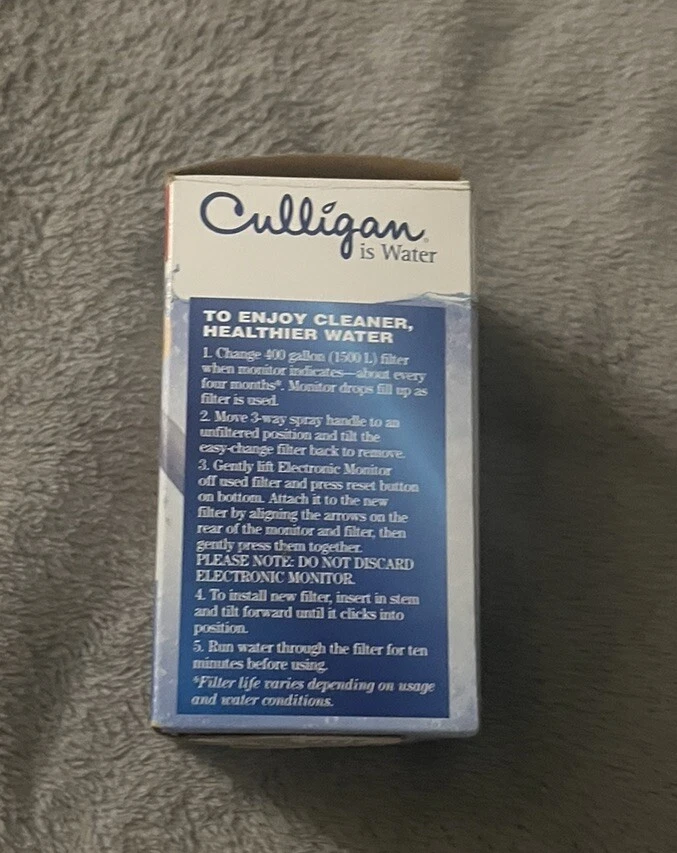 Culligan®
is Water
TO ENJOY CLEANER,
HEALTHIER WATER
1. Change 400 gallon (1500 L) filter
when monitor indicates—about every
four months*. Monitor drops fill up as
filter is used.
2. Move 3-way spray handle to an
unfiltered position and tilt the
easy-change filter back to remove.
3. Gently lift Electronic Monitor
off used filter and press reset button
on bottom. Attach it to the new
filter by aligning the arrows on the
rear of the monitor and filter, then
gently press them together.
PLEASE NOTE: DO NOT DISCARD
ELECTRONIC MONITOR.
4. To install new filter, insert in stem
and tilt forward until it clicks into
position.
5. Run water through the filter for ten
minutes before using.
*Filter life varies depending on usage
and water conditions.